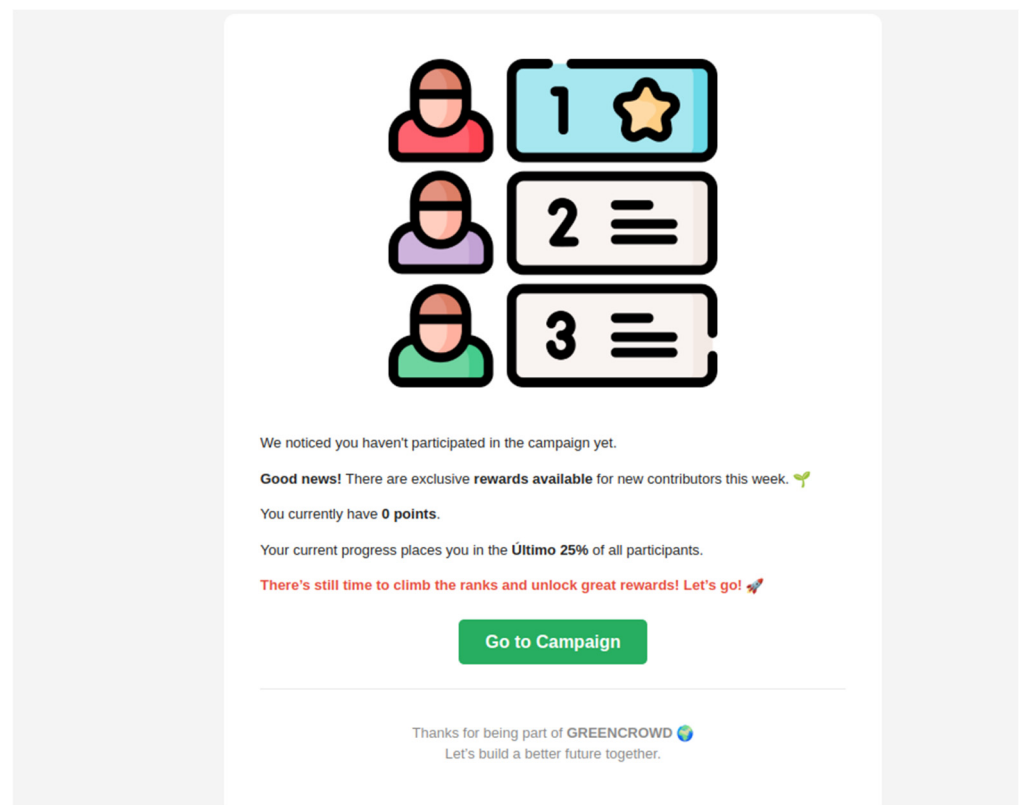 1
2
3
We noticed you haven't participated in the campaign yet.
Good news! There are exclusive rewards available for new contributors this week. 🌱
You currently have 0 points.
Your current progress places you in the Último 25% of all participants.
There's still time to climb the ranks and unlock great rewards! Let's go! 🚀
Go to Campaign
Thanks for being part of GREENCROWD 🌍
Let's build a better future together.